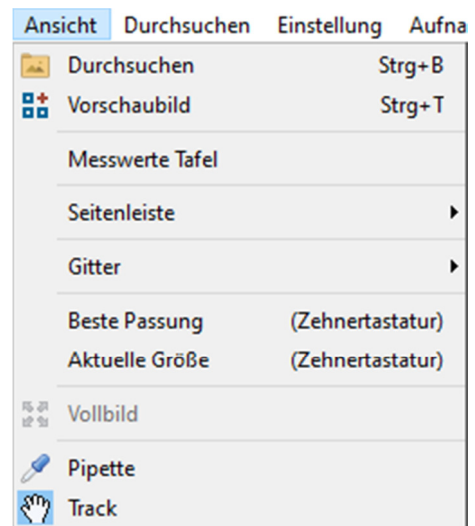 Ansicht Durchsuchen Einstellung Aufna
Durchsuchen Strg+B
Vorschaubild Strg+T
Messwerte Tafel
Seitenleiste
Gitter
Beste Passung (Zehnertastatur)
Aktuelle Größe (Zehnertastatur)
Vollbild
Pipette
Track